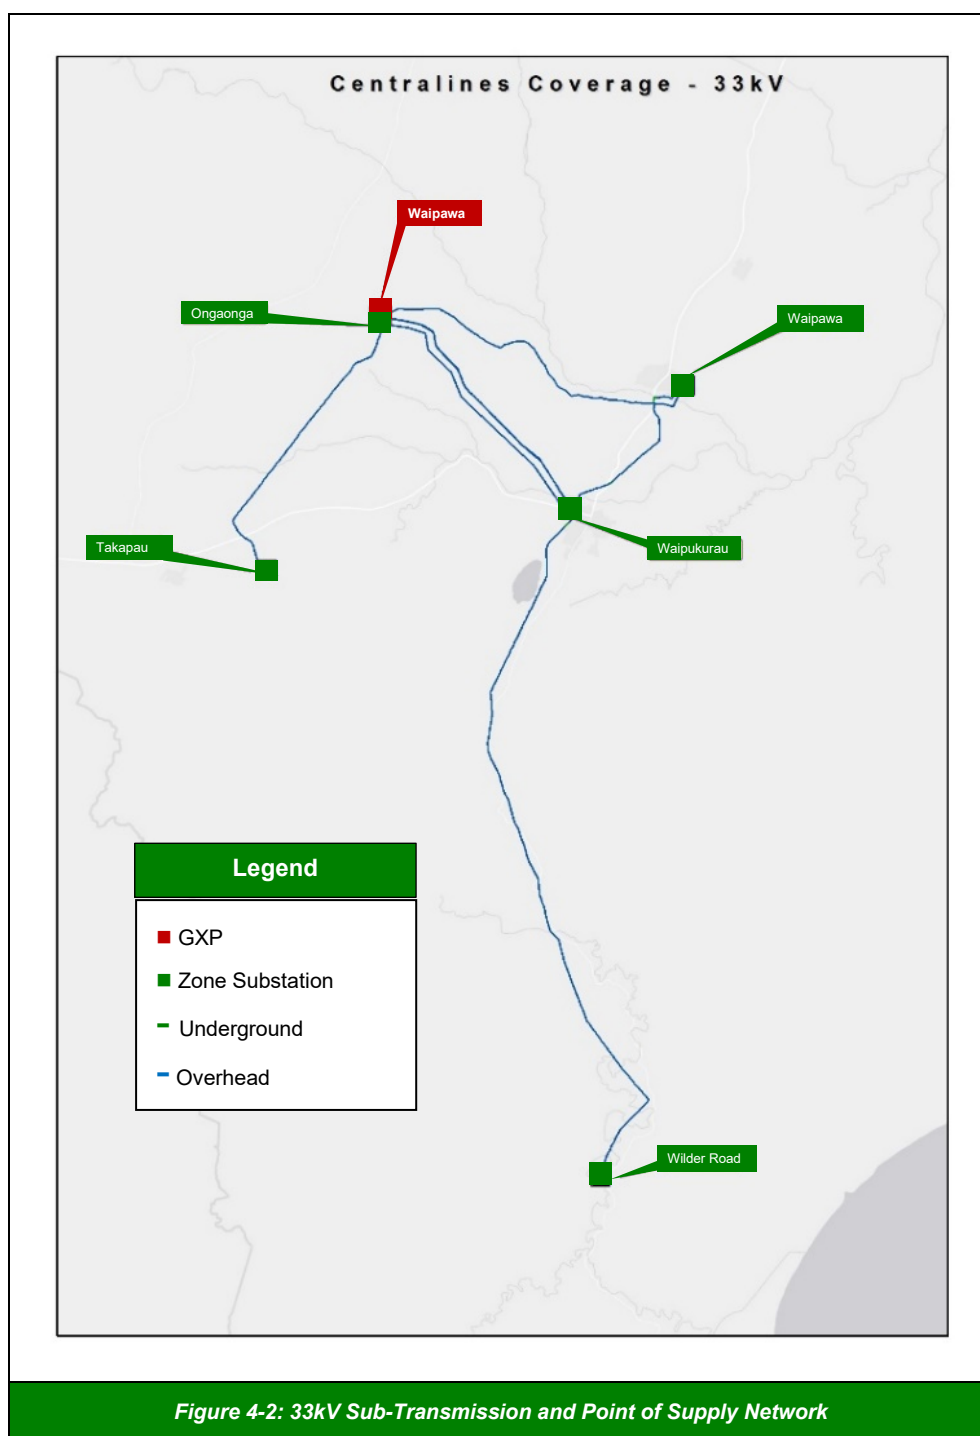 Centralines Coverage - 33kV
Waipawa
Ongaonga
Waipawa
Takapau
Waipukurau
Legend
GXP
Zone Substation
Underground
Overhead
Wilder Road
Figure 4-2: 33kV Sub-Transmission and Point of Supply Network